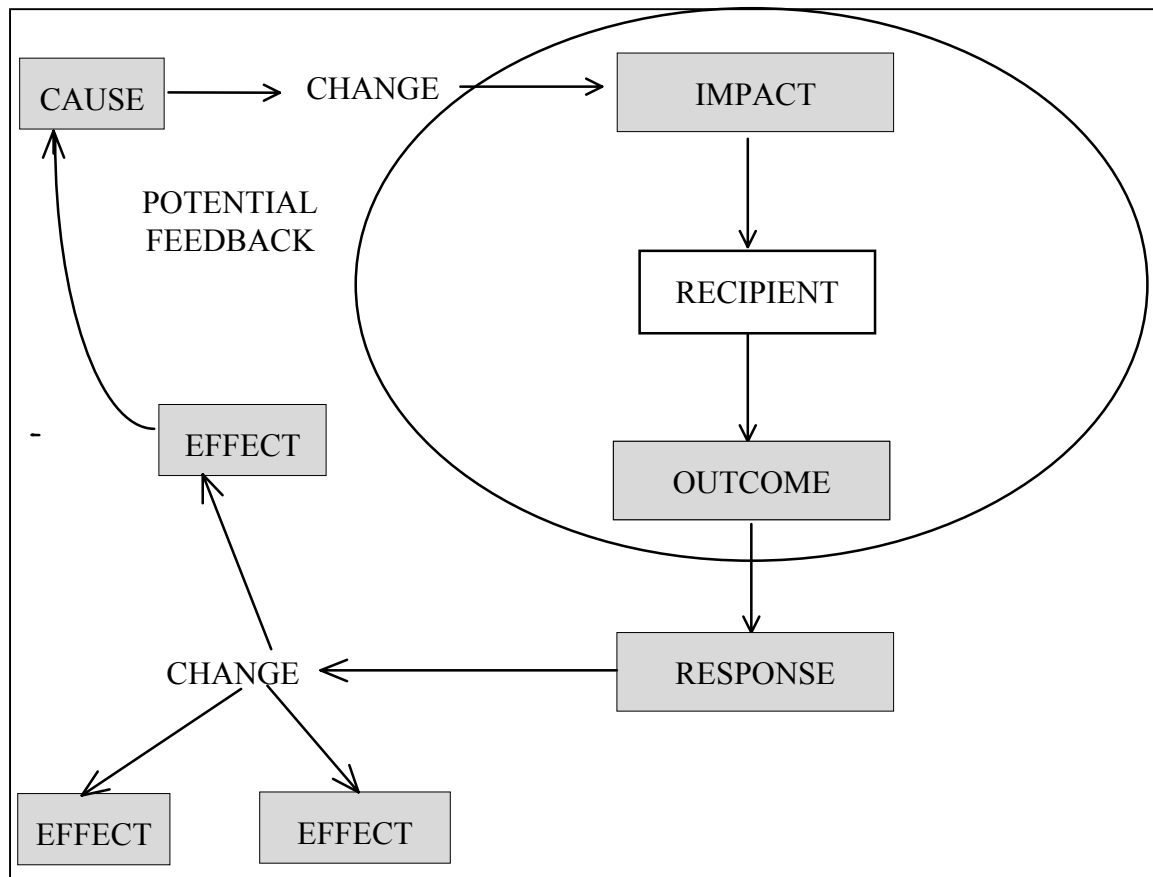 CAUSE
CHANGE
IMPACT
POTENTIAL
FEEDBACK
RECIPIENT
EFFECT
OUTCOME
CHANGE
RESPONSE
EFFECT
EFFECT